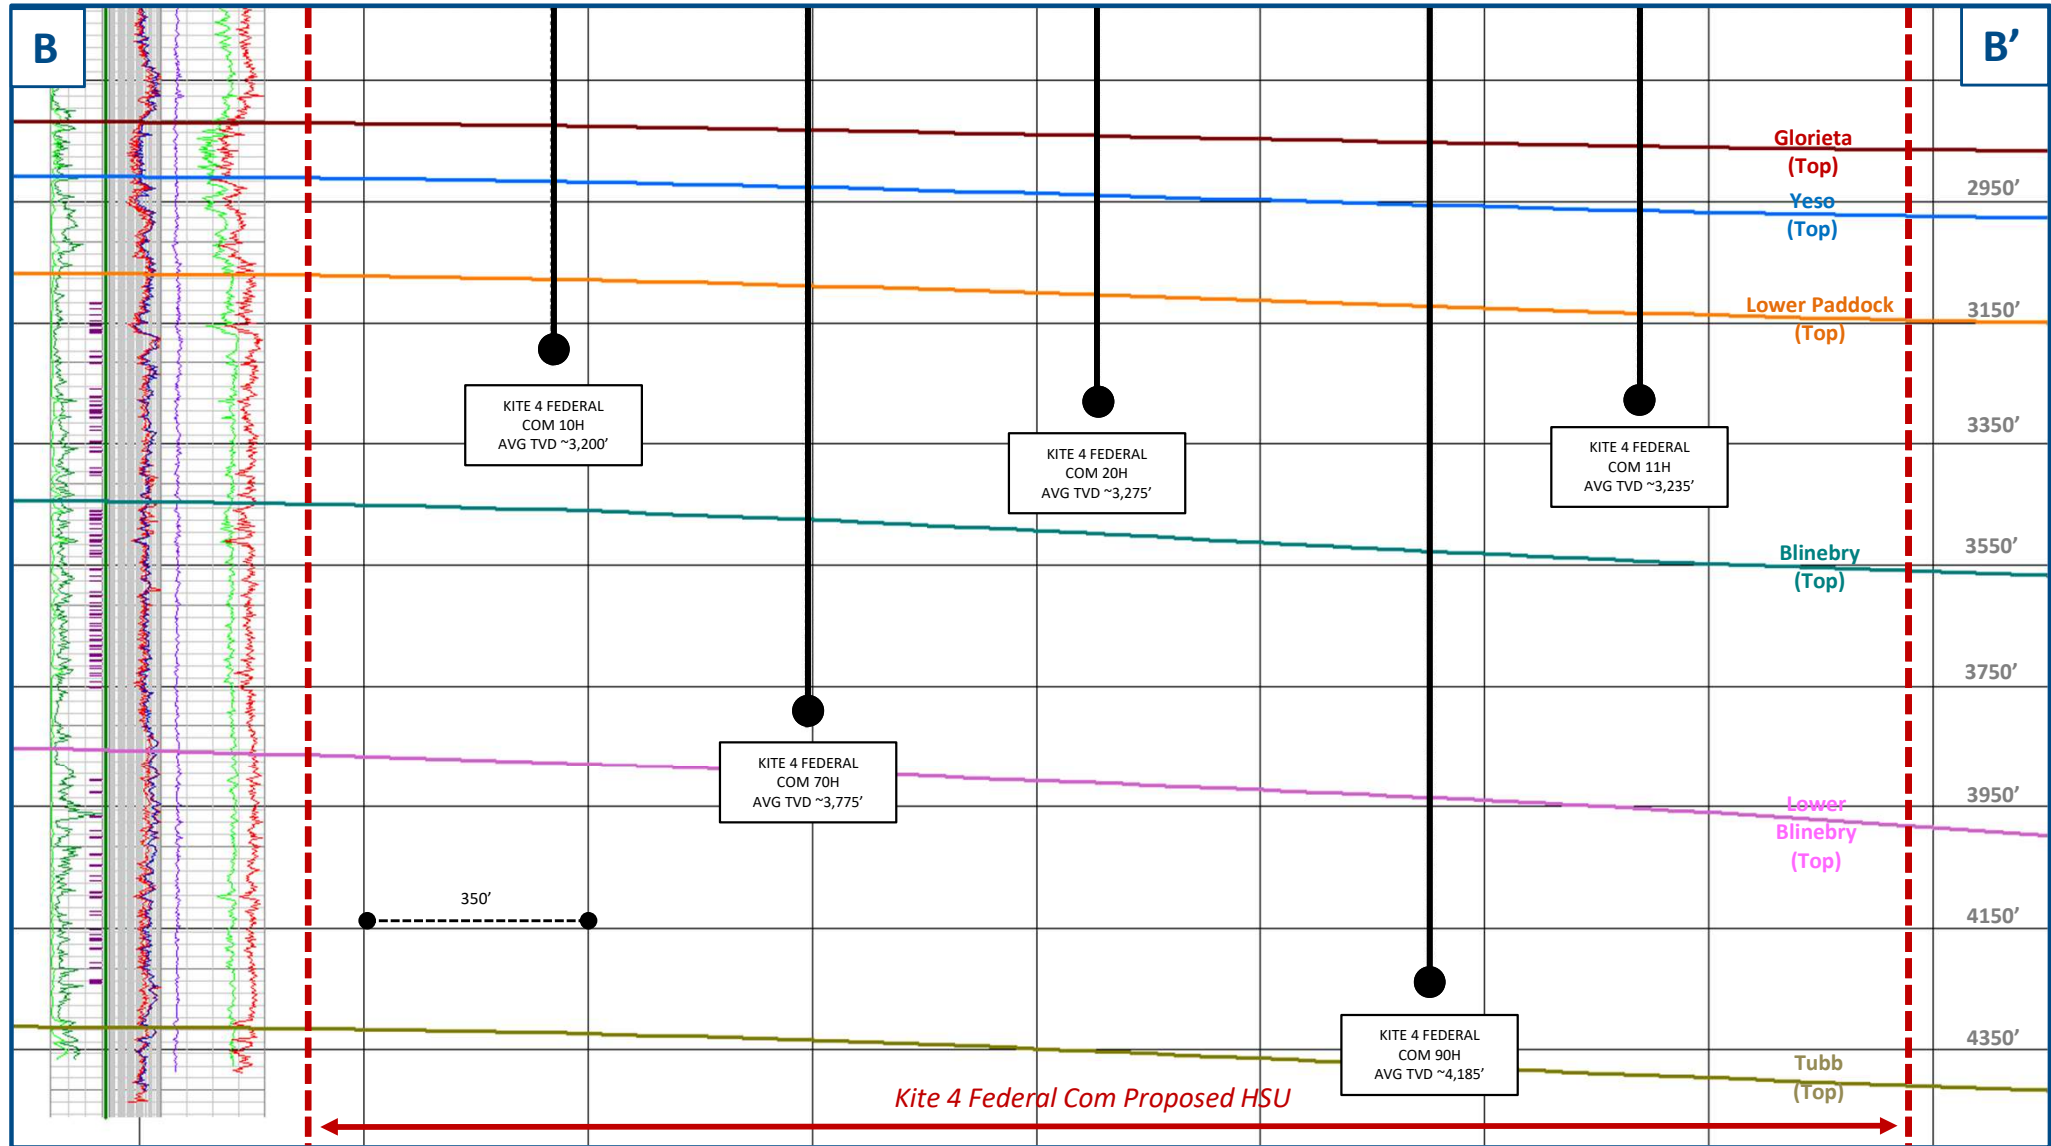 B
B’
Glorieta
(Top)
2950’
Yeso
(Top)
Lower Paddock
(Top)
3150’
KITE 4 FEDERAL
COM 10H
AVG TVD ~3,200’
KITE 4 FEDERAL
COM 20H
AVG TVD ~3,275’
KITE 4 FEDERAL
COM 11H
AVG TVD ~3,235’
3350’
Blinebry
(Top)
3550’
3750’
KITE 4 FEDERAL
COM 70H
AVG TVD ~3,775’
Lower
Blinebry
(Top)
3950’
350’
4150’
KITE 4 FEDERAL
COM 90H
AVG TVD ~4,185’
4350’
Tubb
(Top)
Kite 4 Federal Com Proposed HSU